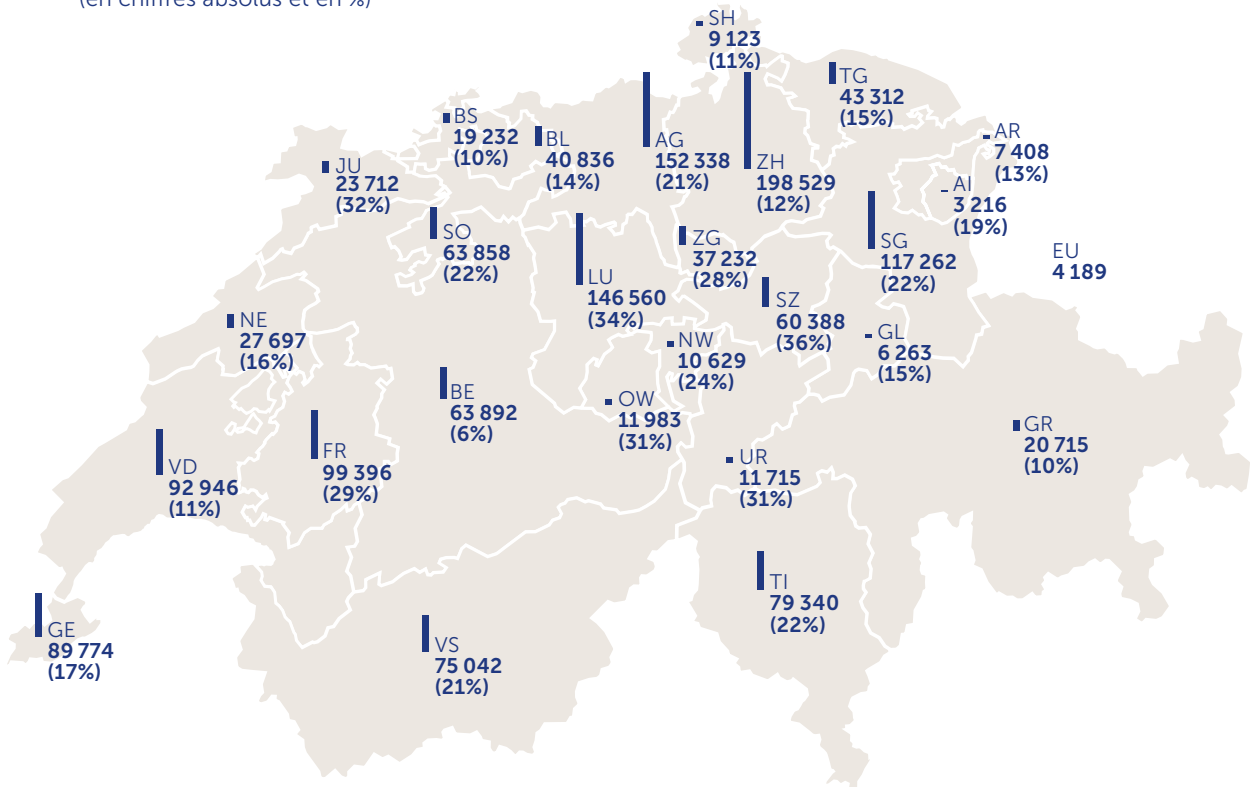 (en chiffres absolus et en %)
SH
9 123
(11%)
TG
43 312
(15%)
BS
19 232
(10%)
BL
40 836
(14%)
AG
152 338
(21%)
ZH
198 529
(12%)
AR
7 408
(13%)
JU
23 712
(32%)
AI
3 216
(19%)
SO
63 858
(22%)
ZG
37 232
(28%)
SG
117 262
(22%)
EU
4 189
LU
146 560
(34%)
SZ
60 388
(36%)
NE
27 697
(16%)
NW
10 629
(24%)
GL
6 263
(15%)
BE
63 892
(6%)
OW
11 983
(31%)
GR
20 715
(10%)
VD
92 946
(11%)
FR
99 396
(29%)
UR
11 715
(31%)
TI
79 340
(22%)
GE
89 774
(17%)
VS
75 042
(21%)